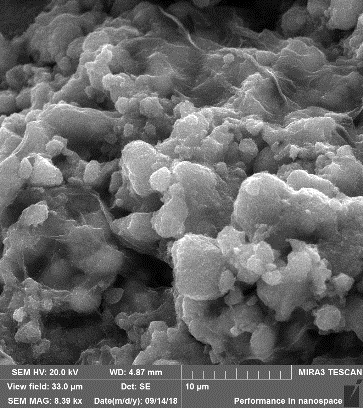 SEM HV: 20.0 kV WD: 4.87 mm MIRA3 TESCAN
View field: 33.0 µm Det: SE 10 µm
SEM MAG: 8.39 kx Date(m/d/y): 09/14/18 Performance in nanospace